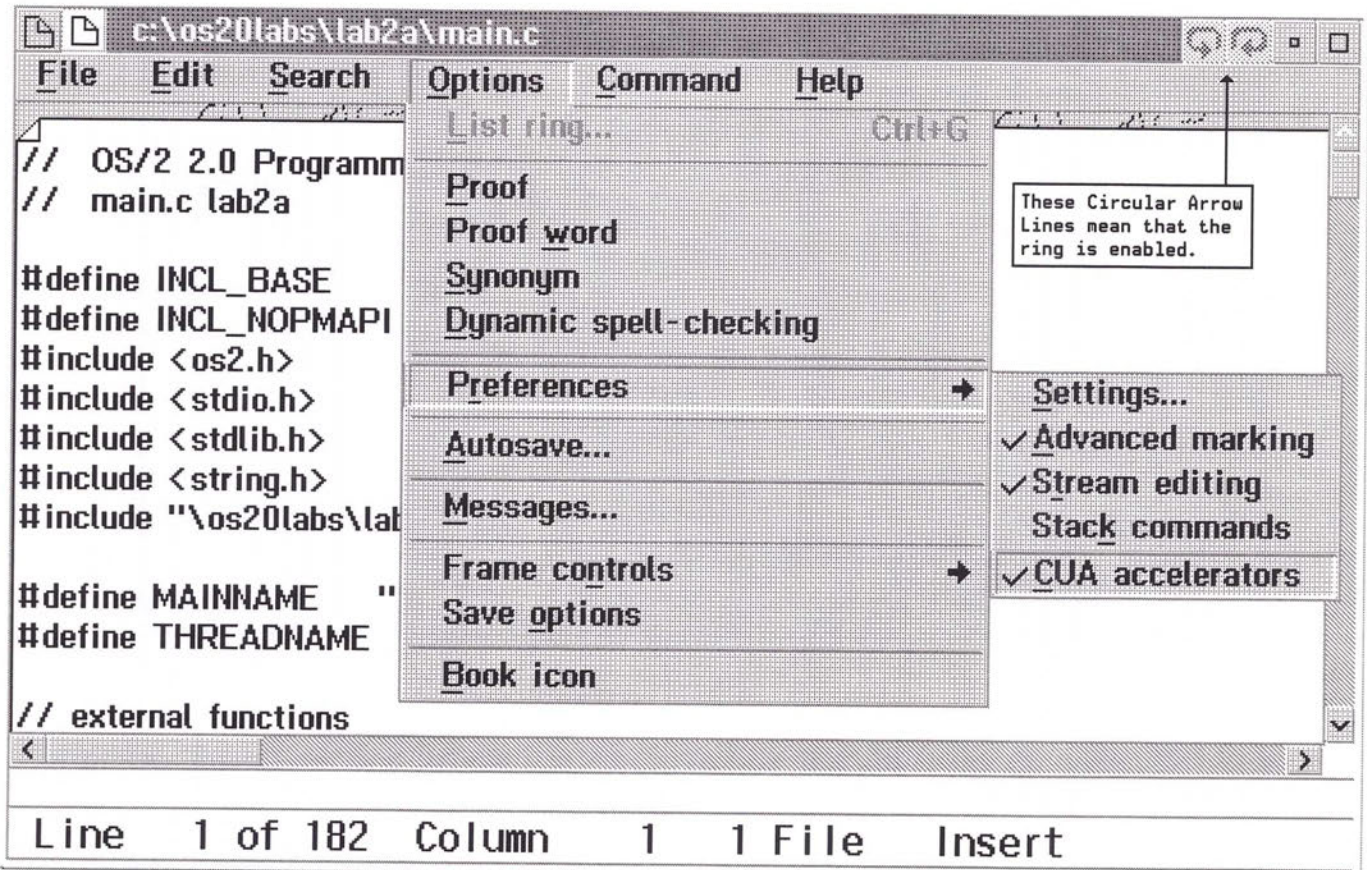 c:\os20labs\lab2a\main.c
File Edit Search Options Command Help
List ring... Ctrl+G
Proof
Proof word
Synonym
Dynamic spell-checking
Preferences
Autosave...
Messages...
Frame controls
Save options
Book icon
Settings...
✓Advanced marking
✓Stream editing
Stack commands
✓CUA accelerators
These Circular Arrow
Lines mean that the
ring is enabled.
// OS/2 2.0 Programm
// main.c lab2a
#define INCL_BASE
#define INCL_NOPMAPI
#include <os2.h>
#include <stdio.h>
#include <stdlib.h>
#include <string.h>
#include "\os20labs\lab
#define MAINNAME "
#define THREADNAME
// external functions
Line 1 of 182 Column 1 1 File Insert